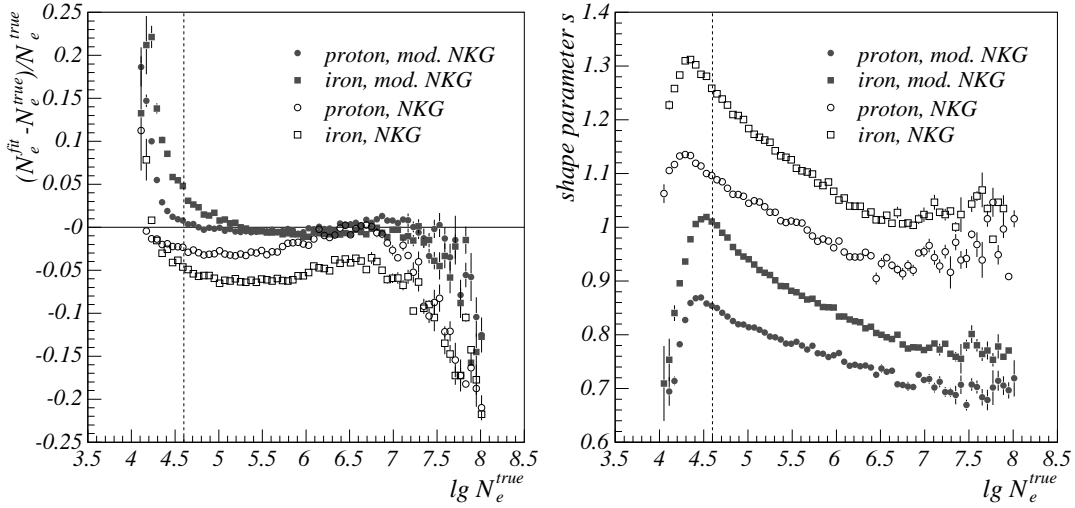 (N_e^fit - N_e^true)/N_e^true
0.25
0.2
0.15
0.1
0.05
-0
-0.05
-0.1
-0.15
-0.2
-0.25
proton, mod. NKG
iron, mod. NKG
proton, NKG
iron, NKG
3.5 4 4.5 5 5.5 6 6.5 7 7.5 8 8.5
lg N_e^true
shape parameter s
1.4
1.3
1.2
1.1
1
0.9
0.8
0.7
0.6
proton, mod. NKG
iron, mod. NKG
proton, NKG
iron, NKG
3.5 4 4.5 5 5.5 6 6.5 7 7.5 8 8.5
lg N_e^true